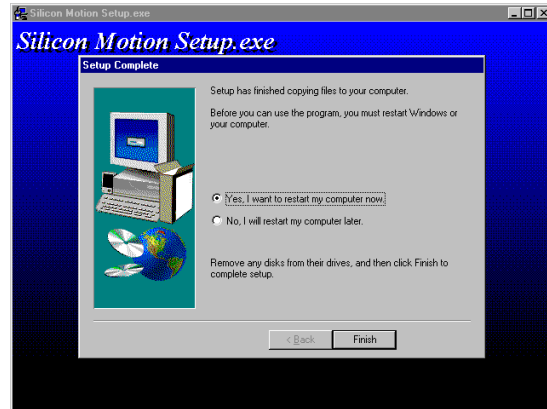 Silicon Motion Setup.exe
Silicon Motion Setup.exe
Setup Complete
Setup has finished copying files to your computer.
Before you can use the program, you must restart Windows or
your computer.
Yes, I want to restart my computer now.
No, I will restart my computer later.
Remove any disks from their drives, and then click Finish to
complete setup.
< Back
Finish